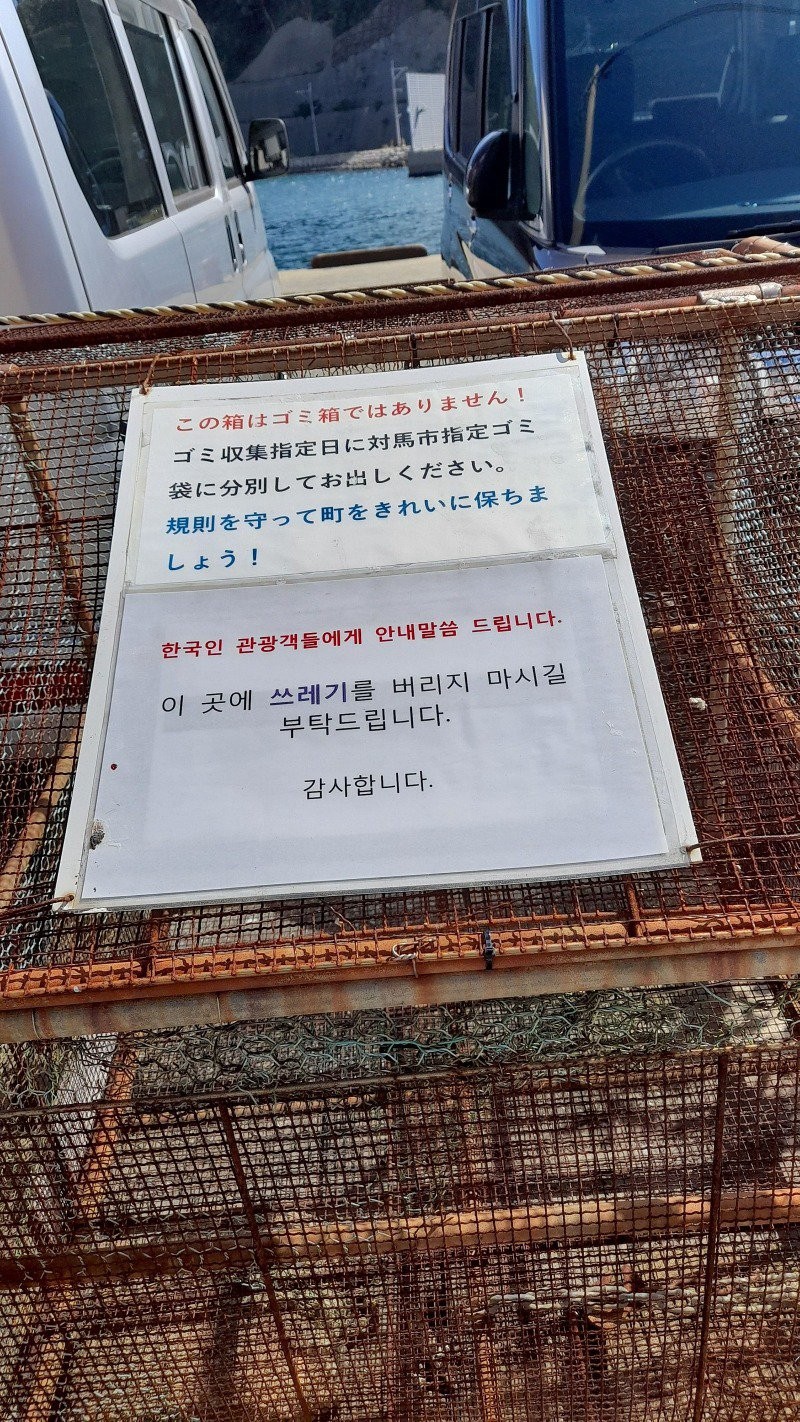 この箱はゴミ箱ではありません！
ゴミ収集指定日に対馬市指定ゴミ
袋に分別してお出しください。
規則を守って町をきれいに保ちま
しょう！
한국인 관광객들에게 안내말씀 드립니다.
이 곳에 쓰레기를 버리지 마시길
부탁드립니다.
감사합니다.